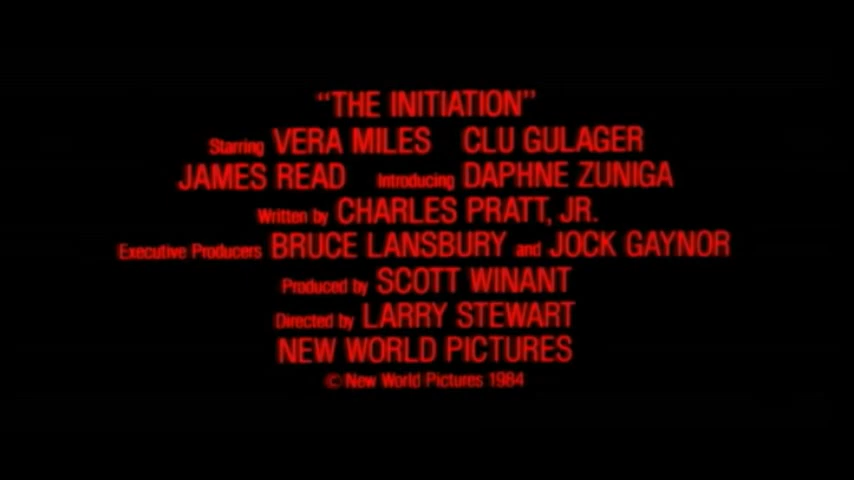 "THE INITIATION"
Starring VERA MILES CLU GULAGER
JAMES READ Introducing DAPHNE ZUNIGA
Written by CHARLES PRATT, JR.
Executive Producers BRUCE LANSBURY and JOCK GAYNOR
Produced by SCOTT WINANT
Directed by LARRY STEWART
NEW WORLD PICTURES
© New World Pictures 1984